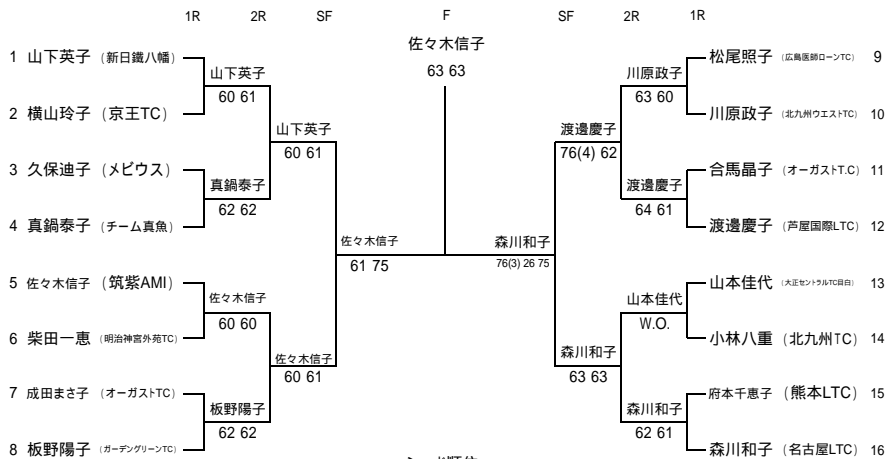 1R 2R SF F SF 2R 1R
佐々木信子
63 63
1 山下英子 (新日鐵八幡)
山下英子
60 61
2 横山玲子 (京王TC)
山下英子
60 61
3 久保迪子 (メビウス)
真鍋泰子
62 62
4 真鍋泰子 (チーム真魚)
佐々木信子
61 75
5 佐々木信子 (筑紫AMI)
佐々木信子
60 60
6 柴田一恵 (明治神宮外苑TC)
佐々木信子
60 61
7 成田まさ子 (オーガストTC)
板野陽子
62 62
8 板野陽子 (ガーデングリーンTC)
松尾照子 (広島医師ローンTC) 9
川原政子
63 60
川原政子 (北九州ウエストTC) 10
渡邊慶子
76(4) 62
合馬晶子 (オーガストT.C) 11
渡邊慶子
64 61
渡邊慶子 (芦屋国際LTC) 12
森川和子
76(3) 26 75
山本佳代 (大正セントラルTC目白) 13
山本佳代
W.O.
小林八重 (北九州TC) 14
森川和子
63 63
府本千恵子 (熊本LTC) 15
森川和子
62 61
森川和子 (名古屋LTC) 16